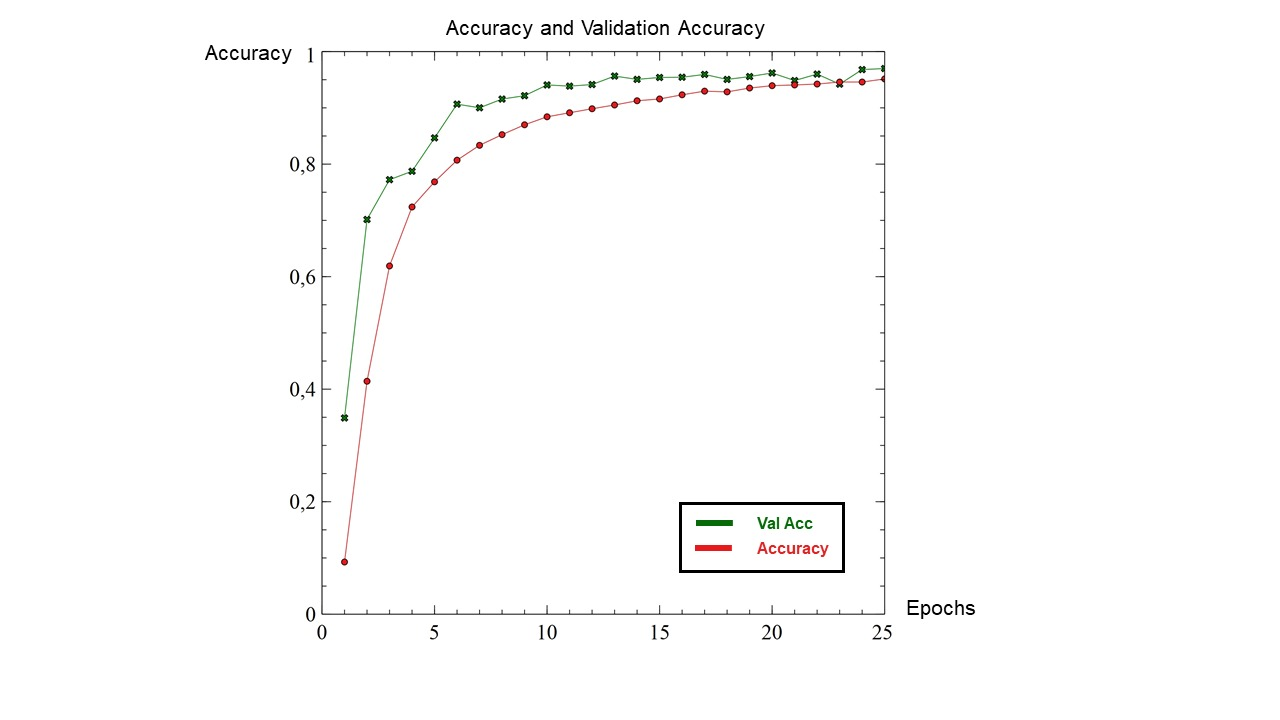 Accuracy and Validation Accuracy
Accuracy
1
0,8
0,6
0,4
0,2
0
0 5 10 15 20 25
Epochs
Val Acc
Accuracy